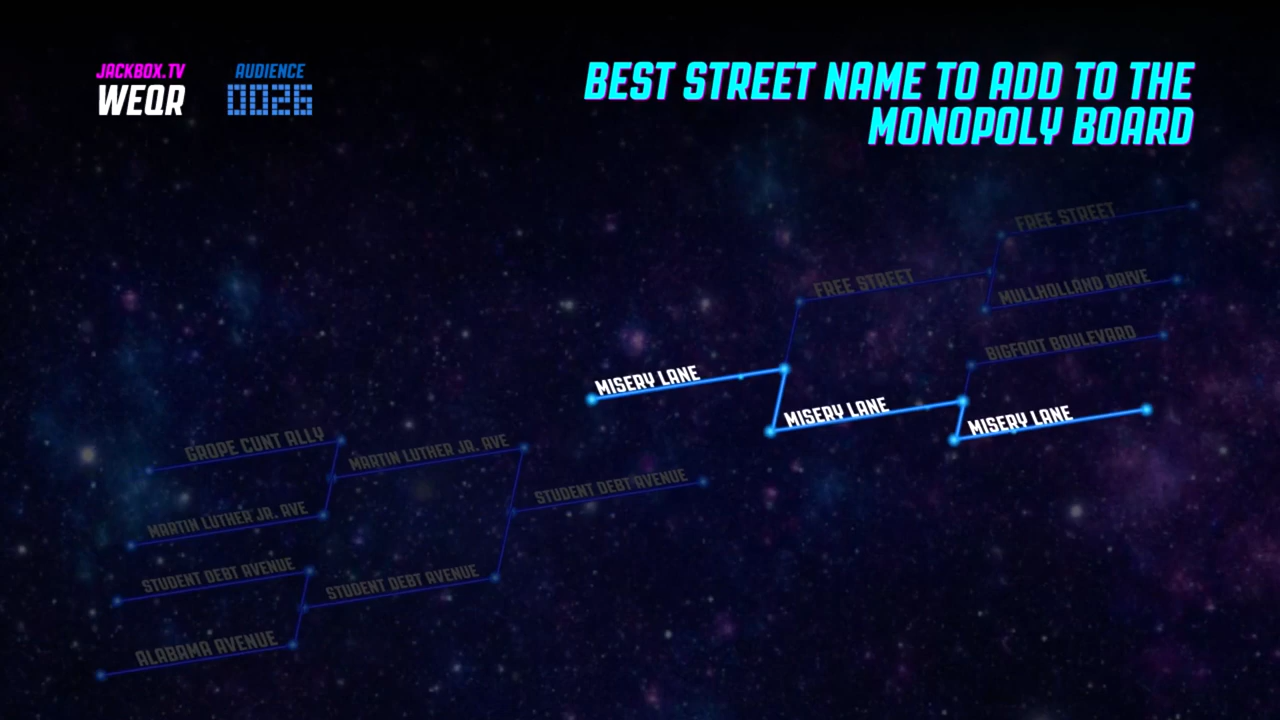 JACKBOX.TV
WEQR
AUDIENCE
0026
BEST STREET NAME TO ADD TO THE
MONOPOLY BOARD
FREE STREET
MULLHOLLAND DRIVE
FREE STREET
BIGFOOT BOULEVARD
MISERY LANE
MISERY LANE
MISERY LANE
GROPE CUNT ALLY
MARTIN LUTHER JR. AVE
MARTIN LUTHER JR. AVE
STUDENT DEBT AVENUE
STUDENT DEBT AVENUE
STUDENT DEBT AVENUE
ALABAMA AVENUE